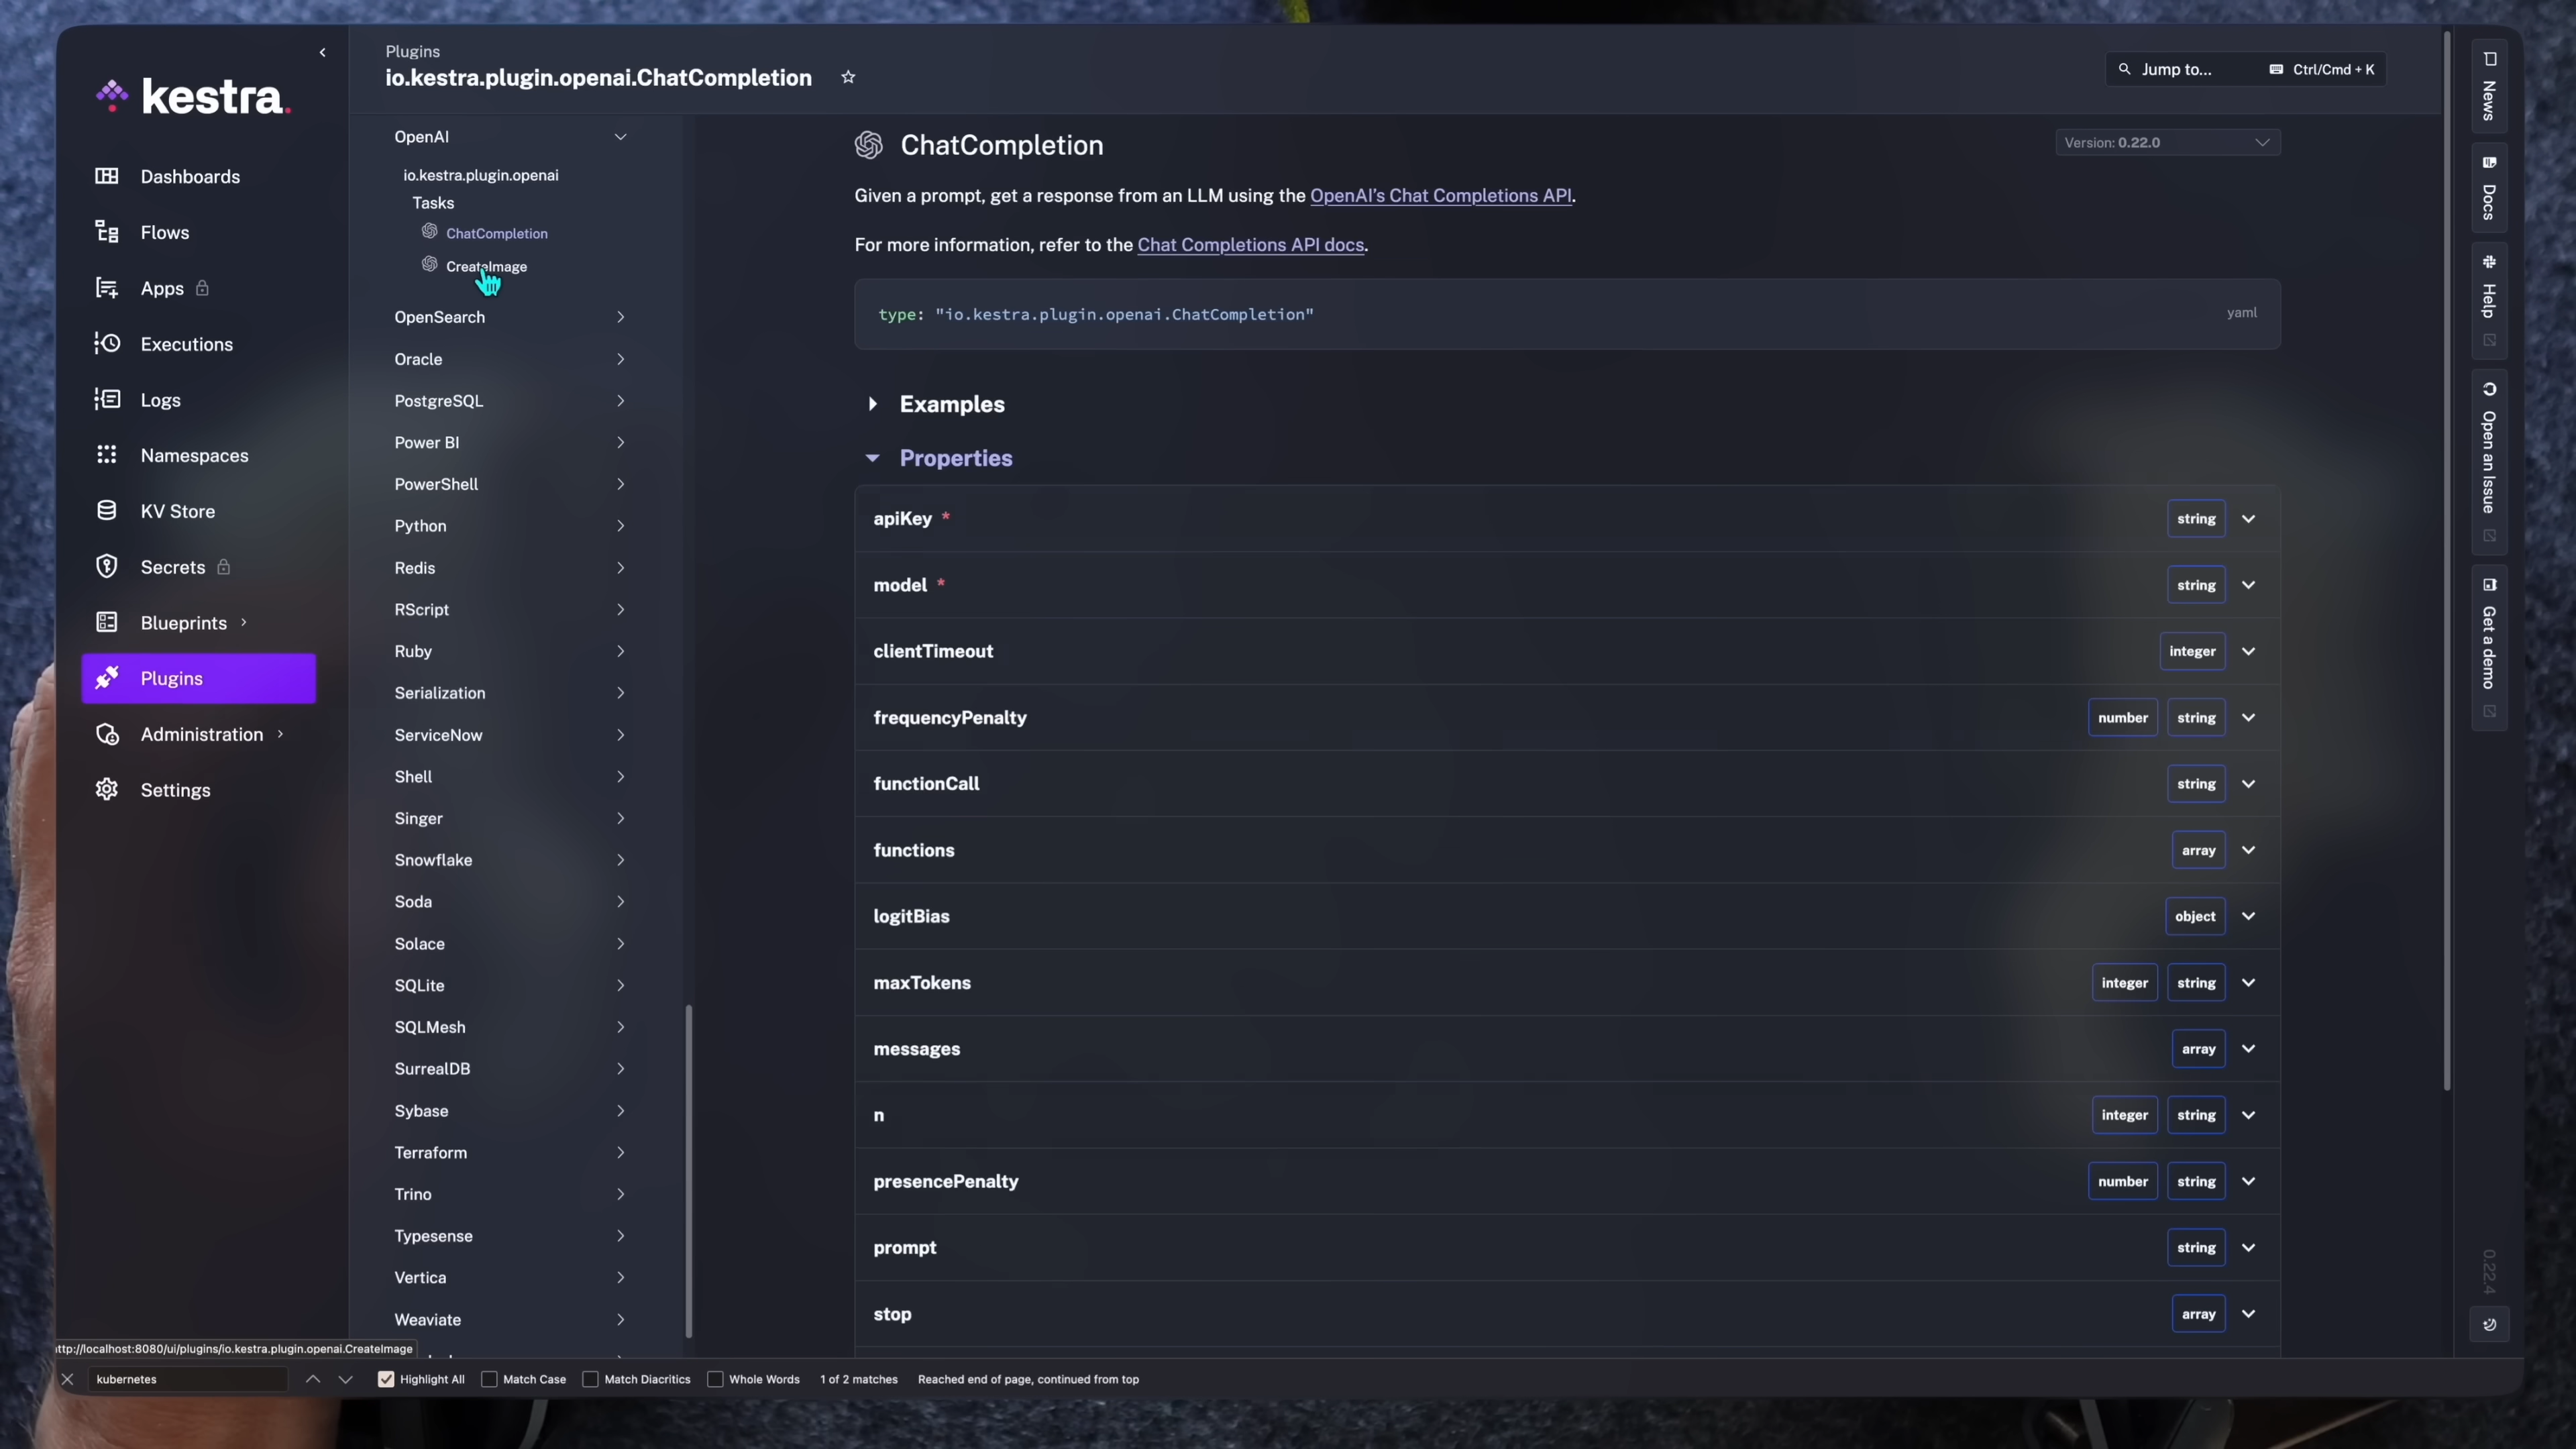 kestra.
Dashboards
Flows
Apps
Executions
Logs
Namespaces
KV Store
Secrets
Blueprints
Plugins
Administration
Settings
Plugins
io.kestra.plugin.openai.ChatCompletion
Jump to...
Ctrl/Cmd + K
OpenAI
io.kestra.plugin.openai
Tasks
ChatCompletion
CreateImage
OpenSearch
Oracle
PostgreSQL
Power BI
PowerShell
Python
Redis
RScript
Ruby
Serialization
ServiceNow
Shell
Singer
Snowflake
Soda
Solace
SQLite
SQLMesh
SurrealDB
Sybase
Terraform
Trino
Typesense
Vertica
Weaviate
ChatCompletion
Version: 0.22.0
Given a prompt, get a response from an LLM using the OpenAI's Chat Completions API.
For more information, refer to the Chat Completions API docs.
type: "io.kestra.plugin.openai.ChatCompletion"
yaml
Examples
Properties
apiKey * string
model * string
clientTimeout integer
frequencyPenalty number string
functionCall string
functions array
logitBias object
maxTokens integer string
messages array
n integer string
presencePenalty number string
prompt string
stop array
News
Docs
Help
Open an Issue
Get a demo
0.22.4
ttp://localhost:8080/ui/plugins/io.kestra.plugin.openai.CreateImage
kubernetes
Highlight All
Match Case
Match Diacritics
Whole Words
1 of 2 matches
Reached end of page, continued from top